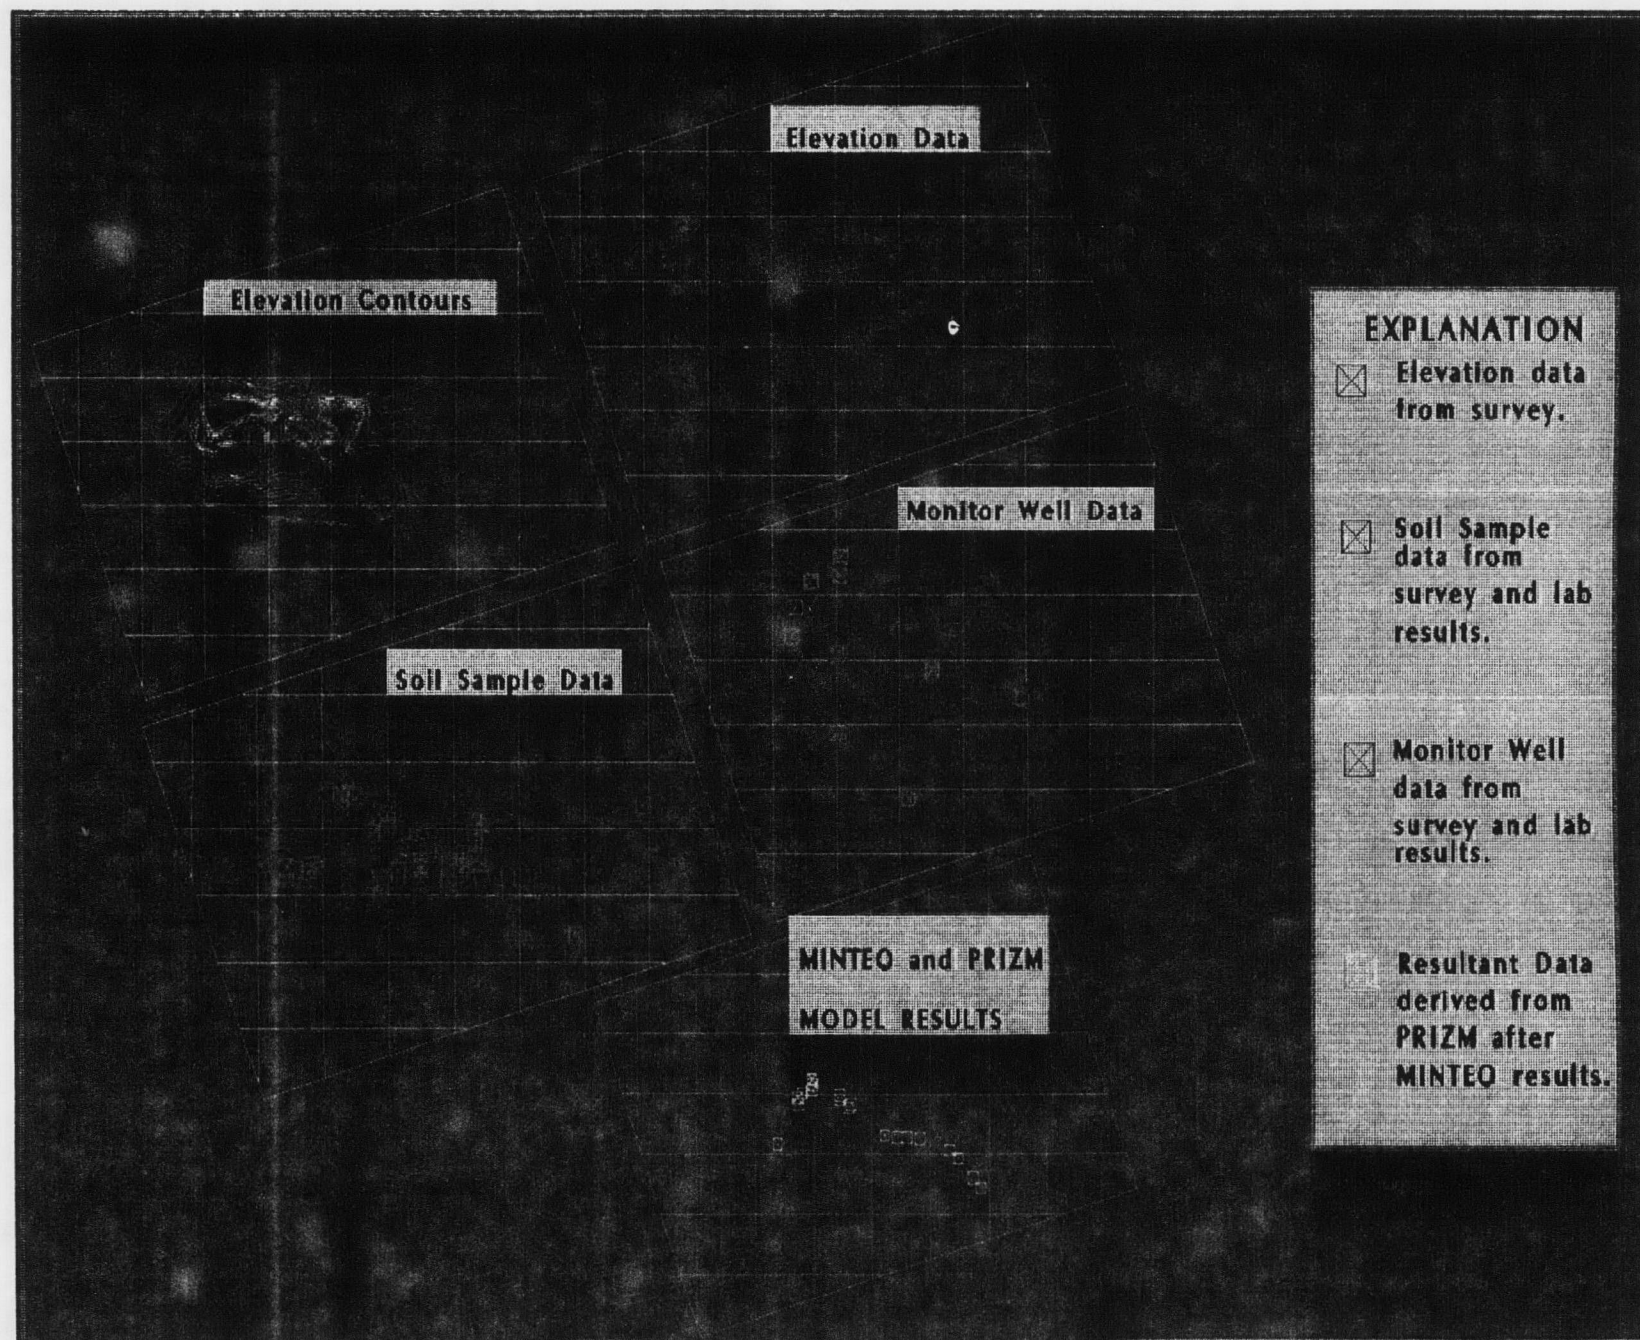 Elevation Data
Elevation Contours
Monitor Well Data
Soil Sample Data
MINTEQ and PRIZM
MODEL RESULTS
EXPLANATION
Elevation data
from survey.
Soil Sample
data from
survey and lab
results.
Monitor Well
data from
survey and lab
results.
Resultant Data
derived from
PRIZM after
MINTEQ results.